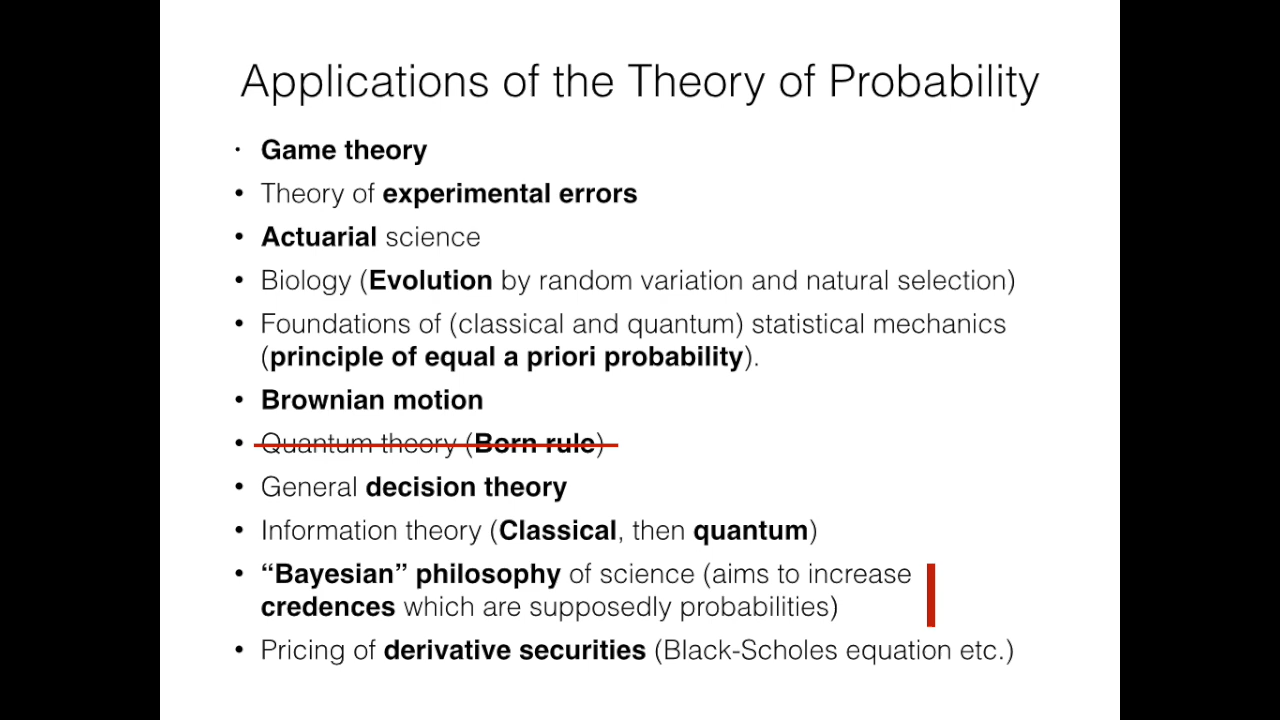 Applications of the Theory of Probability
• Game theory
• Theory of experimental errors
• Actuarial science
• Biology (Evolution by random variation and natural selection)
• Foundations of (classical and quantum) statistical mechanics
(principle of equal a priori probability).
• Brownian motion
• Quantum theory (Born rule)
• General decision theory
• Information theory (Classical, then quantum)
• “Bayesian” philosophy of science (aims to increase
credences which are supposedly probabilities)
• Pricing of derivative securities (Black-Scholes equation etc.)